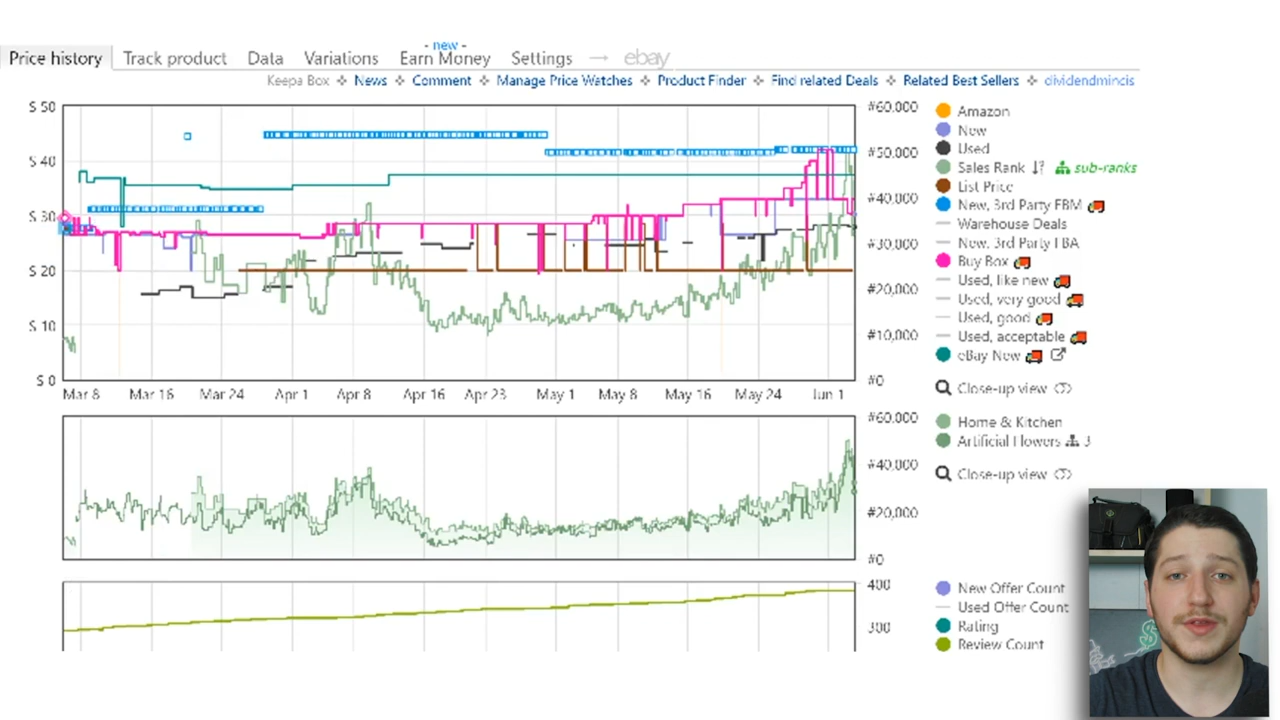 - new -
Price history Track product Data Variations Earn Money Settings → ebay
Keepa Box ❖ News ❖ Comment ❖ Manage Price Watches ❖ Product Finder ❖ Find related Deals ❖ Related Best Sellers ❖ dividendmincis
$ 50
$ 40
$ 30
$ 20
$ 10
$ 0
#60,000
#50,000
#40,000
#30,000
#20,000
#10,000
#0
Mar 8 Mar 16 Mar 24 Apr 1 Apr 8 Apr 16 Apr 23 May 1 May 8 May 16 May 24 Jun 1
Amazon
New
Used
Sales Rank sub-ranks
List Price
New, 3rd Party FBM
Warehouse Deals
New, 3rd Party FBA
Buy Box
Used, like new
Used, very good
Used, good
Used, acceptable
eBay New
Close-up view
#60,000
#40,000
#20,000
#0
Home & Kitchen
Artificial Flowers 3
Close-up view
400
300
New Offer Count
Used Offer Count
Rating
Review Count